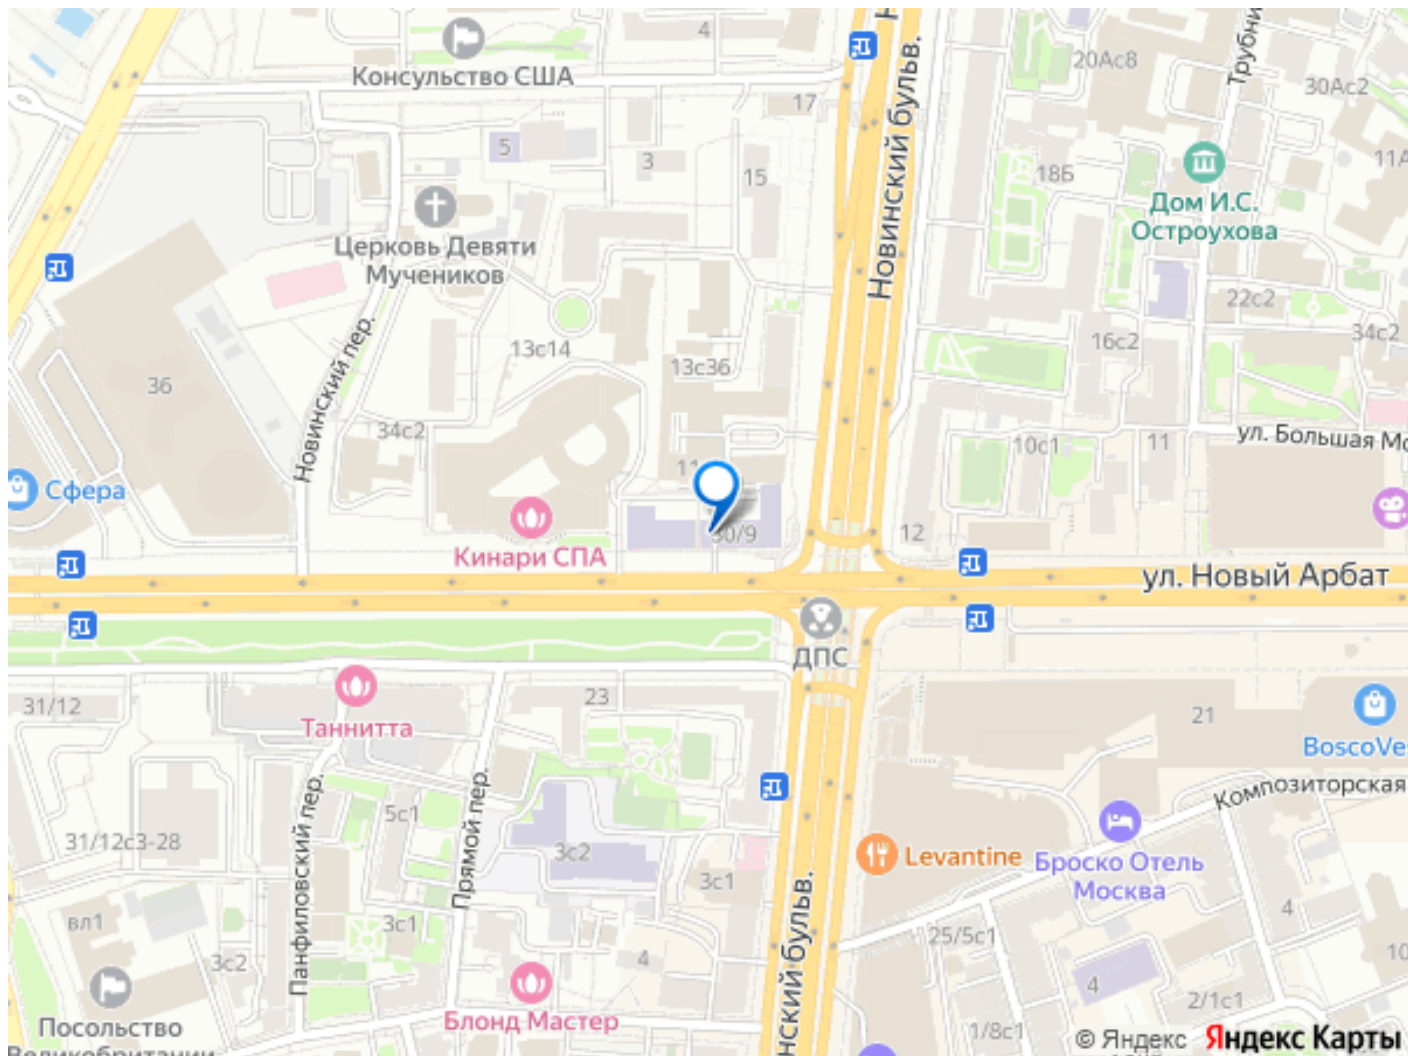 4
Консульство США
17
Новинский бульв.
20Ас8
30Ас2
5
3
15
18Б
11А
Дом И.С.
Остроухова
Церковь Девяти
Мучеников
22с2
34с2
16с2
13с14
13с36
36
Новинский пер.
34с2
10с1
11
ул. Большая
Сфера
30/9
12
Кинари СПА
ул. Новый Арбат
ДПС
31/12
23
21
Таннитта
BoscoVe
Композиторская
Панфиловский пер.
Прямой пер.
5с1
31/12с3-28
3с2
3с1
Levantine
Броско Отель
Москва
вл1
3с1
3с2
4
25/5с1
4
4
10
Посольство
Великобритании
Блонд Мастер
2/1с1
1/8с1
© Яндекс Яндекс Карты